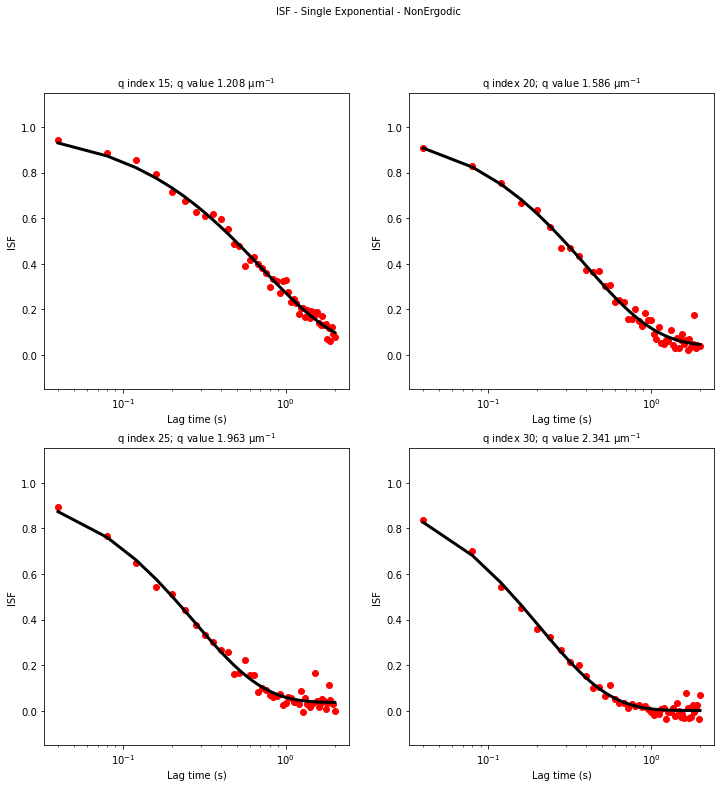 ISF - Single Exponential - NonErgodic
q index 15; q value 1.208 μm⁻¹
ISF
1.0
0.8
0.6
0.4
0.2
0.0
10⁻¹
10⁰
Lag time (s)
q index 20; q value 1.586 μm⁻¹
ISF
1.0
0.8
0.6
0.4
0.2
0.0
10⁻¹
10⁰
Lag time (s)
q index 25; q value 1.963 μm⁻¹
ISF
1.0
0.8
0.6
0.4
0.2
0.0
10⁻¹
10⁰
Lag time (s)
q index 30; q value 2.341 μm⁻¹
ISF
1.0
0.8
0.6
0.4
0.2
0.0
10⁻¹
10⁰
Lag time (s)